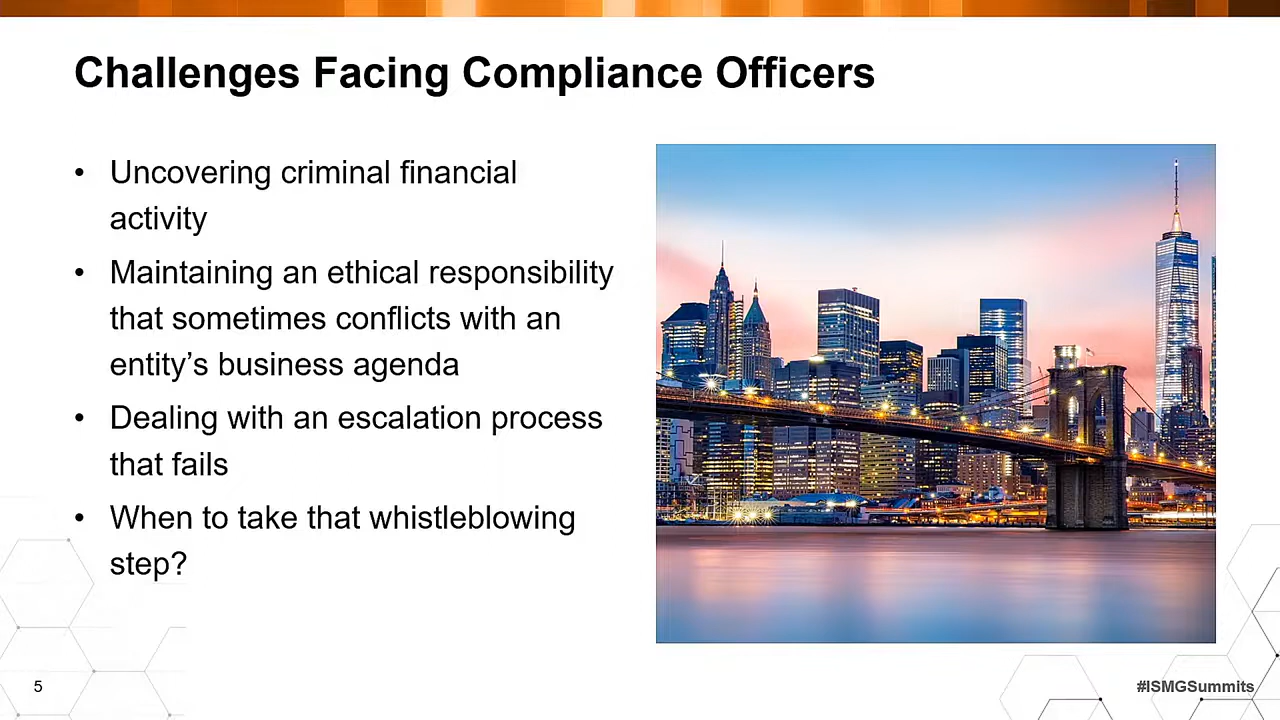 Challenges Facing Compliance Officers
• Uncovering criminal financial
activity
• Maintaining an ethical responsibility
that sometimes conflicts with an
entity’s business agenda
• Dealing with an escalation process
that fails
• When to take that whistleblowing
step?
5
#ISMGSummits